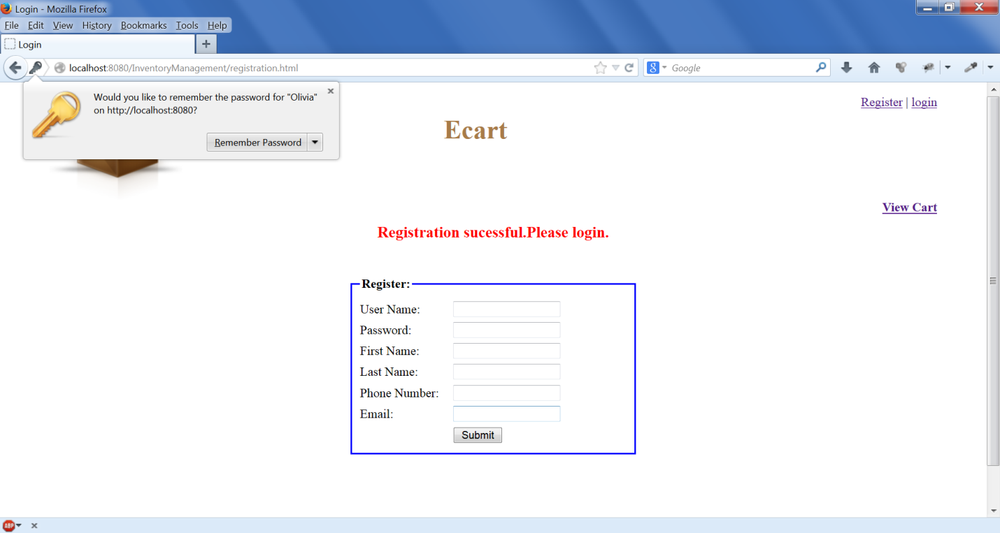 Login - Mozilla Firefox
File Edit View History Bookmarks Tools Help
Login
localhost:8080/InventoryManagement/registration.html
8 Google
Would you like to remember the password for "Olivia"
on http://localhost:8080?
Remember Password
Register | login
Ecart
View Cart
Registration sucessful.Please login.
Register:
User Name:
Password:
First Name:
Last Name:
Phone Number:
Email:
Submit
ABP